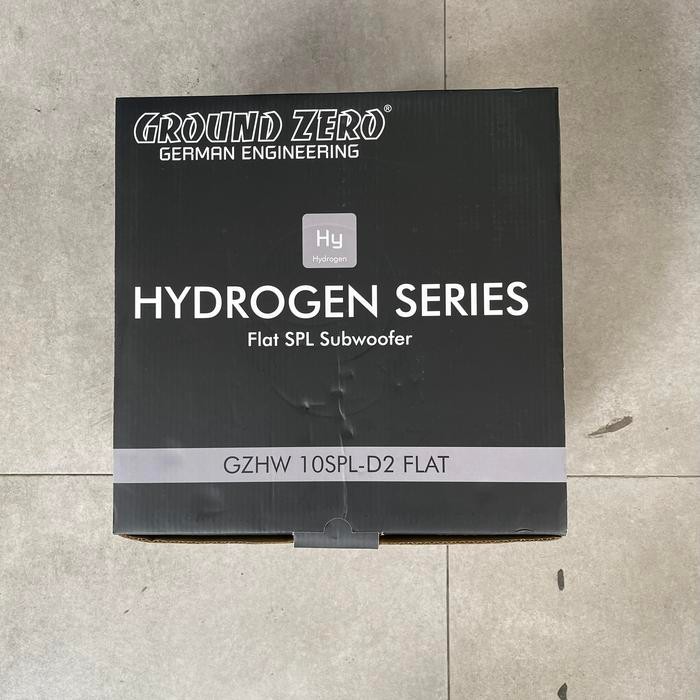 GROUND ZERO®
GERMAN ENGINEERING
Hy
Hydrogen
HYDROGEN SERIES
Flat SPL Subwoofer
GZHW 10SPL-D2 FLAT